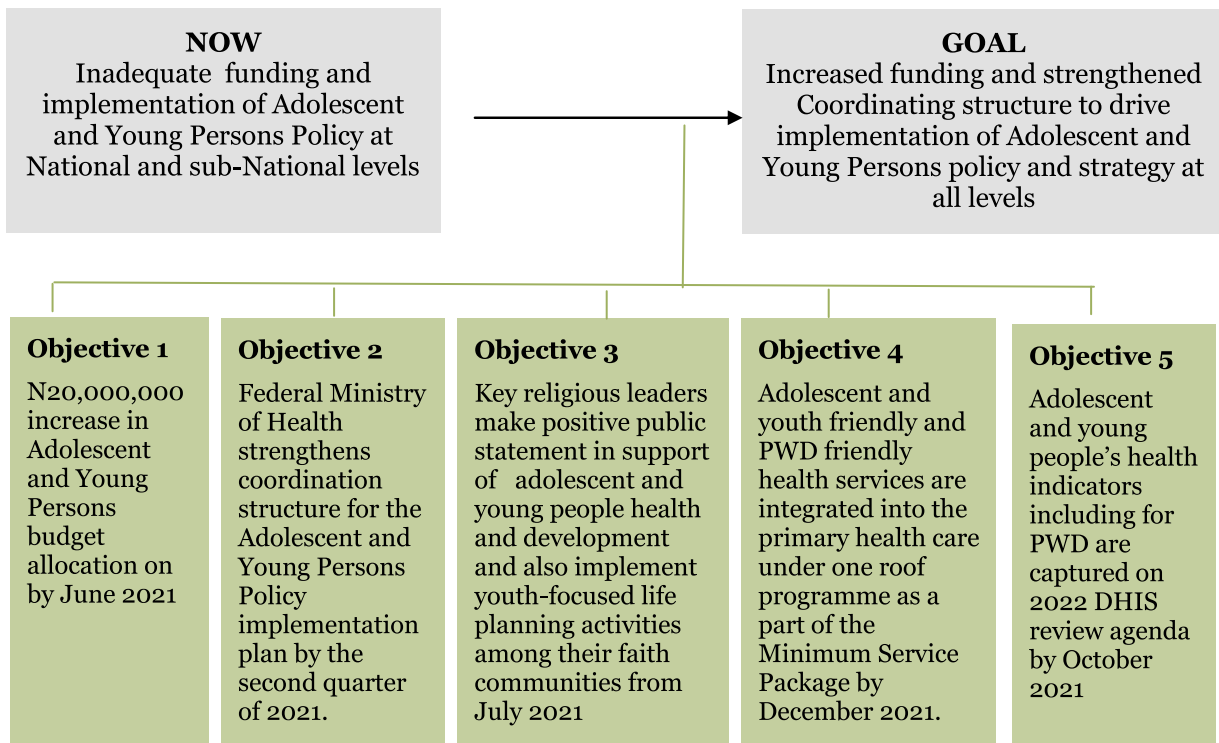 NOW
Inadequate  funding and
implementation of Adolescent
and Young Persons Policy at
National and sub-National levels
GOAL
Increased funding and strengthened
Coordinating structure to drive
implementation of Adolescent and
Young Persons policy and strategy at
all levels
Objective 1
N20,000,000
increase in
Adolescent
and Young
Persons
budget
allocation on
by June 2021
Objective 2
Federal Ministry
of Health
strengthens
coordination
structure for the
Adolescent and
Young Persons
Policy
implementation
plan by the
second quarter
of 2021.
Objective 3
Key religious leaders
make positive public
statement in support
of  adolescent and
young people health
and development
and also implement
youth-focused life
planning activities
among their faith
communities from
July 2021
Objective 4
Adolescent and
youth friendly and
PWD friendly
health services are
integrated into the
primary health care
under one roof
programme as a
part of the
Minimum Service
Package by
December 2021.
Objective 5
Adolescent
and young
people’s health
indicators
including for
PWD are
captured on
2022 DHIS
review agenda
by October
2021